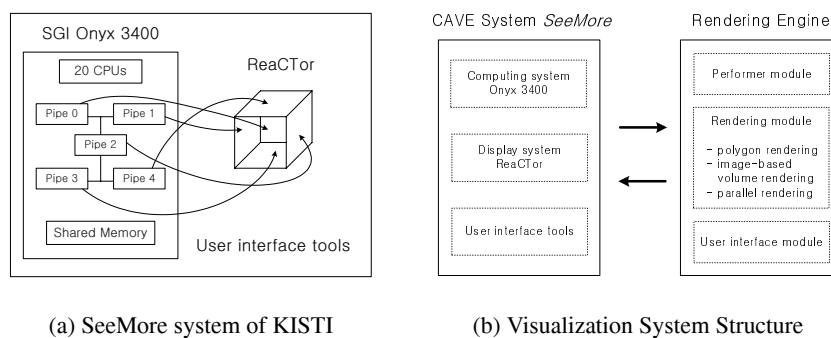 SGI Onyx 3400
20 CPUs
ReaCTor
Pipe 0
Pipe 1
Pipe 2
Pipe 3
Pipe 4
Shared Memory
User interface tools
(a) SeeMore system of KISTI
CAVE System SeeMore
Computing system
Onyx 3400
Display system
ReaCTor
User interface tools
Rendering Engine
Performer module
Rendering module
- polygon rendering
- image-based
volume rendering
- parallel rendering
User interface module
(b) Visualization System Structure